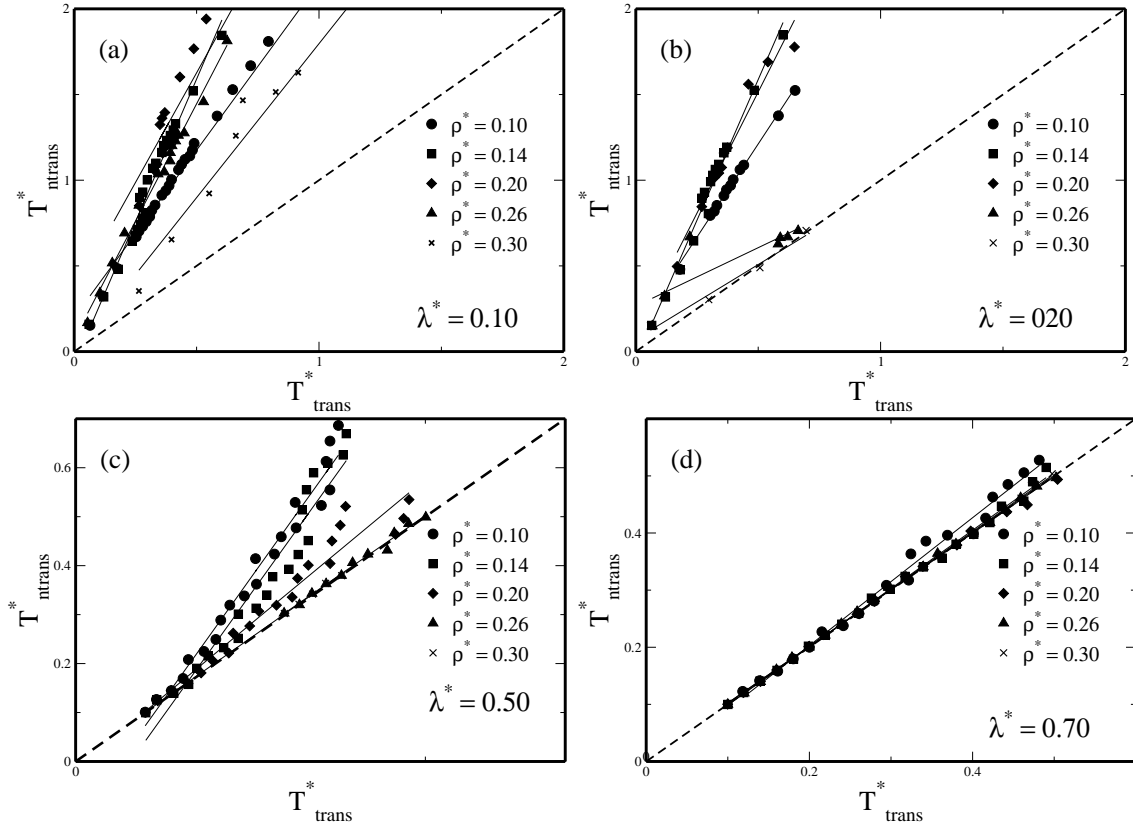 2
(a)
ρ* = 0.10
ρ* = 0.14
ρ* = 0.20
ρ* = 0.26
ρ* = 0.30
1
T*ntrans
λ* = 0.10
0
0
1
2
T*trans
2
(b)
ρ* = 0.10
ρ* = 0.14
ρ* = 0.20
ρ* = 0.26
ρ* = 0.30
1
T*ntrans
λ* = 020
0
0
1
2
T*trans
0.6
(c)
ρ* = 0.10
ρ* = 0.14
ρ* = 0.20
ρ* = 0.26
ρ* = 0.30
0.4
T*ntrans
0.2
λ* = 0.50
0
T*trans
(d)
ρ* = 0.10
ρ* = 0.14
ρ* = 0.20
ρ* = 0.26
ρ* = 0.30
0.4
T*ntrans
0.2
λ* = 0.70
0
0
0.2
0.4
T*trans